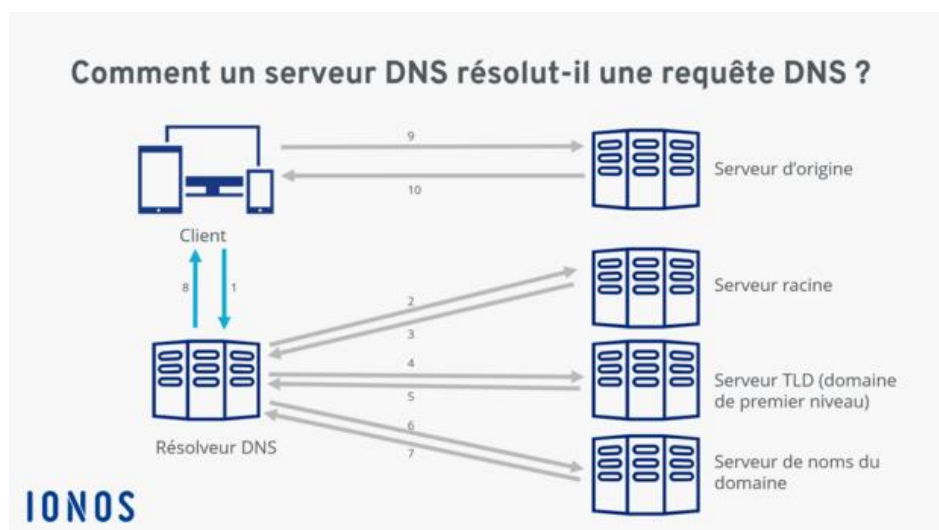 Comment un serveur DNS résolut-il une requête DNS ?
9
Serveur d'origine
10
Client
8
1
2
Serveur racine
3
4
Serveur TLD (domaine
de premier niveau)
5
6
Résolveur DNS
7
Serveur de noms du
domaine
IONOS